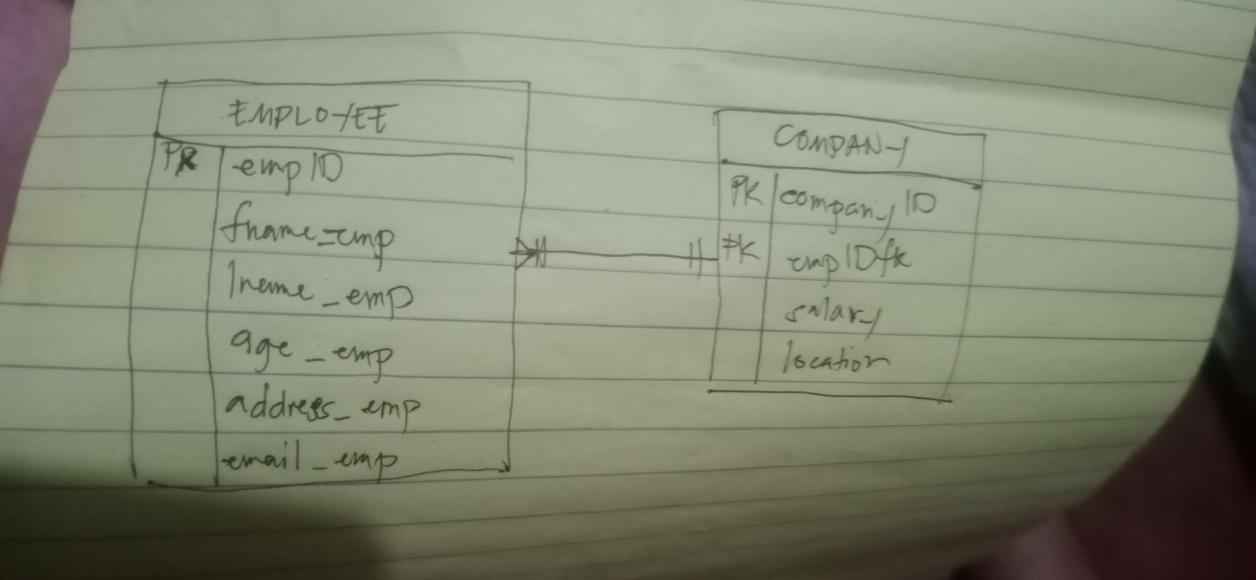 EMPLOYEE
PK empID
fname_emp
lname_emp
age_emp
address_emp
email_emp
COMPANY
PK companyID
FK empIDfk
salary
location